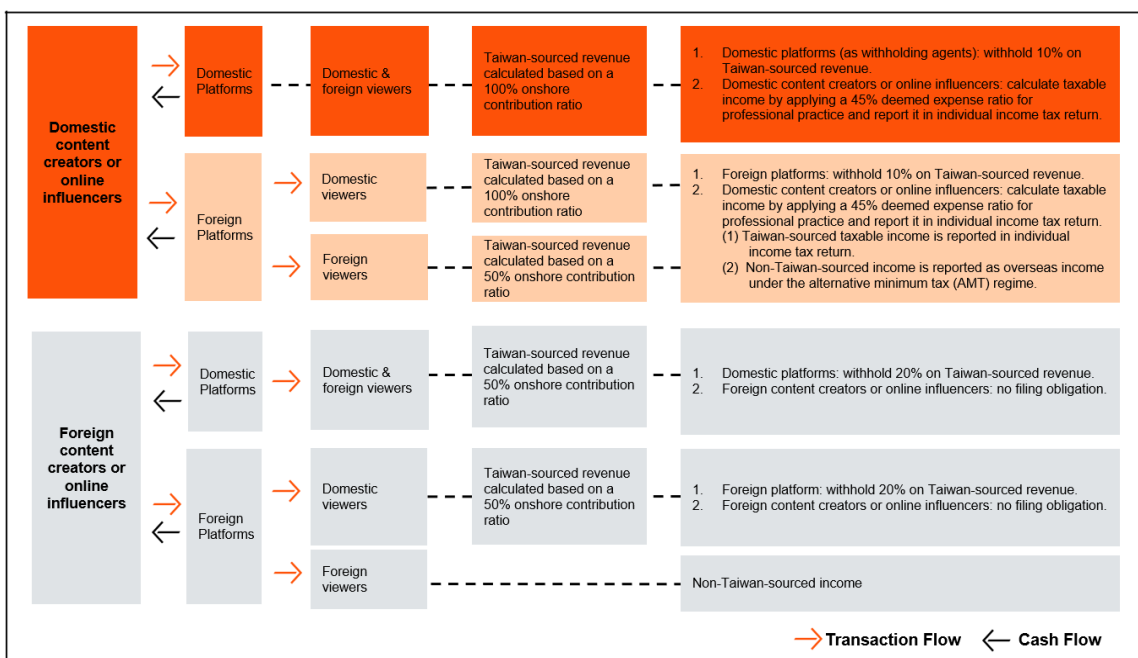 Domestic
content
creators or
online
influencers
Domestic
Platforms
Domestic &
foreign viewers
Taiwan-sourced revenue
calculated based on a
100% onshore
contribution ratio
1. Domestic platforms (as withholding agents): withhold 10% on
Taiwan-sourced revenue.
2. Domestic content creators or online influencers: calculate taxable
income by applying a 45% deemed expense ratio for
professional practice and report it in individual income tax return.
Foreign
Platforms
Domestic
viewers
Taiwan-sourced revenue
calculated based on a
100% onshore contribution
ratio
Foreign
viewers
Taiwan-sourced revenue
calculated based on a
50% onshore contribution
ratio
1. Foreign platforms: withhold 10% on Taiwan-sourced revenue.
2. Domestic content creators or online influencers: calculate taxable
income by applying a 45% deemed expense ratio for
professional practice and report it in individual income tax return.
(1) Taiwan-sourced taxable income is reported in individual
income tax return.
(2) Non-Taiwan-sourced income is reported as overseas income
under the alternative minimum tax (AMT) regime.
Foreign
content
creators or
online
influencers
Domestic
Platforms
Domestic &
foreign viewers
Taiwan-sourced revenue
calculated based on a
50% onshore contribution
ratio
1. Domestic platforms: withhold 20% on Taiwan-sourced revenue.
2. Foreign content creators or online influencers: no filing obligation.
Foreign
Platforms
Domestic
viewers
Taiwan-sourced revenue
calculated based on a
50% onshore contribution
ratio
1. Foreign platform: withhold 20% on Taiwan-sourced revenue.
2. Foreign content creators or online influencers: no filing obligation.
Foreign
viewers
Non-Taiwan-sourced income
Transaction Flow
Cash Flow